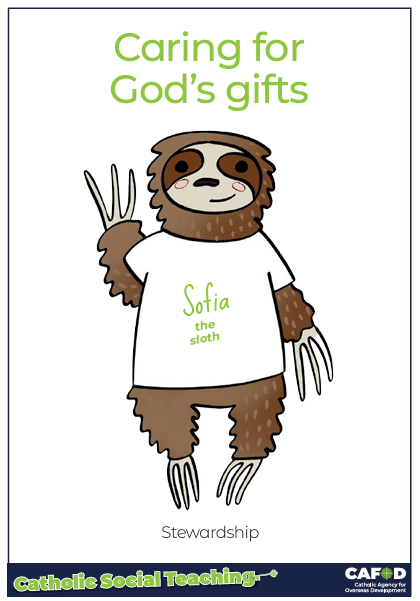 Caring for
God's gifts
Sofia
the
sloth
Stewardship
Catholic Social Teaching
CAFOD
Catholic Agency for
Overseas Development